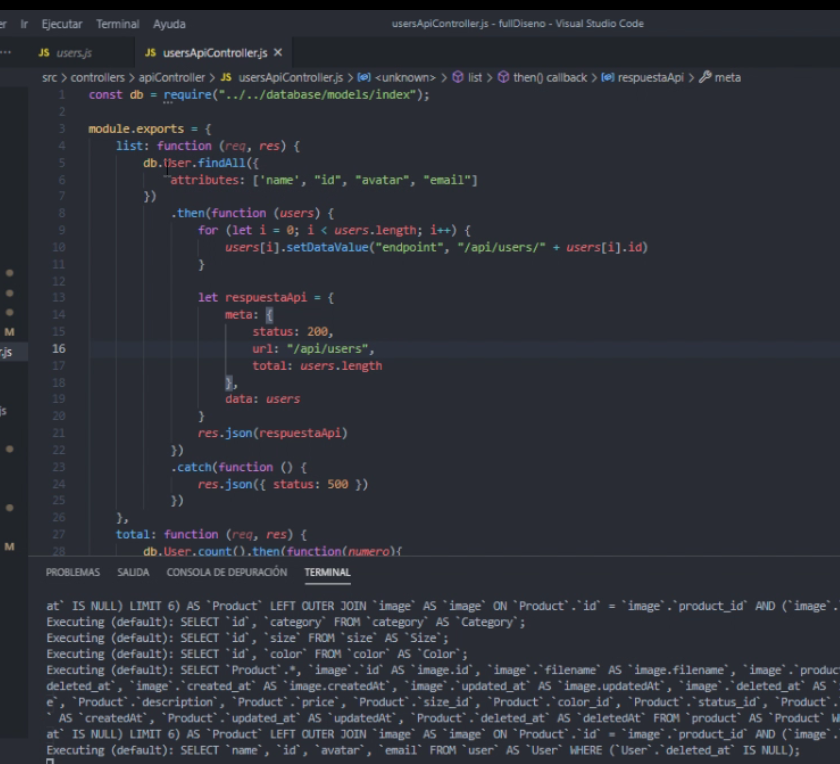 er Ir Ejecutar Terminal Ayuda usersApiController.js - fullDiseno - Visual Studio Code
... JS users.js JS usersApiController.js ×
src > controllers > apiController > JS usersApiController.js > <unknown> > list > then() callback > respuestaApi > meta
1 const db = require("../../database/models/index");
2
3 module.exports = {
4 list: function (req, res) {
5 db.User.findAll({
6 attributes: ['name', "id", "avatar", "email"]
7 })
8 .then(function (users) {
9 for (let i = 0; i < users.length; i++) {
10 users[i].setDataValue("endpoint", "/api/users/" + users[i].id)
11 }
12
13 let respuestaApi = {
14 meta: {
M 15 status: 200,
r.js 16 url: "/api/users",
17 total: users.length
18 },
19 data: users
js 20 }
21 res.json(respuestaApi)
22 })
23 .catch(function () {
24 res.json({ status: 500 })
25 })
26 },
M 27 total: function (req, res) {
28 db.User.count().then(function(numero){
PROBLEMAS SALIDA CONSOLA DE DEPURACIÓN TERMINAL
at` IS NULL) LIMIT 6) AS `Product` LEFT OUTER JOIN `image` AS `image` ON `Product`.`id` = `image`.`product_id` AND (`image`.`
Executing (default): SELECT `id`, `category` FROM `category` AS `Category`;
Executing (default): SELECT `id`, `size` FROM `size` AS `Size`;
Executing (default): SELECT `id`, `color` FROM `color` AS `Color`;
Executing (default): SELECT `Product`.*, `image`.`id` AS `image.id`, `image`.`filename` AS `image.filename`, `image`.`produc
deleted_at`, `image`.`created_at` AS `image.createdAt`, `image`.`updated_at` AS `image.updatedAt`, `image`.`deleted_at` AS `
e`, `Product`.`description`, `Product`.`price`, `Product`.`size_id`, `Product`.`color_id`, `Product`.`status_id`, `Product`.
` AS `createdAt`, `Product`.`updated_at` AS `updatedAt`, `Product`.`deleted_at` AS `deletedAt` FROM `product` AS `Product` W
at` IS NULL) LIMIT 6) AS `Product` LEFT OUTER JOIN `image` AS `image` ON `Product`.`id` = `image`.`product_id` AND (`image`.`
Executing (default): SELECT `name`, `id`, `avatar`, `email` FROM `user` AS `User` WHERE (`User`.`deleted_at` IS NULL);